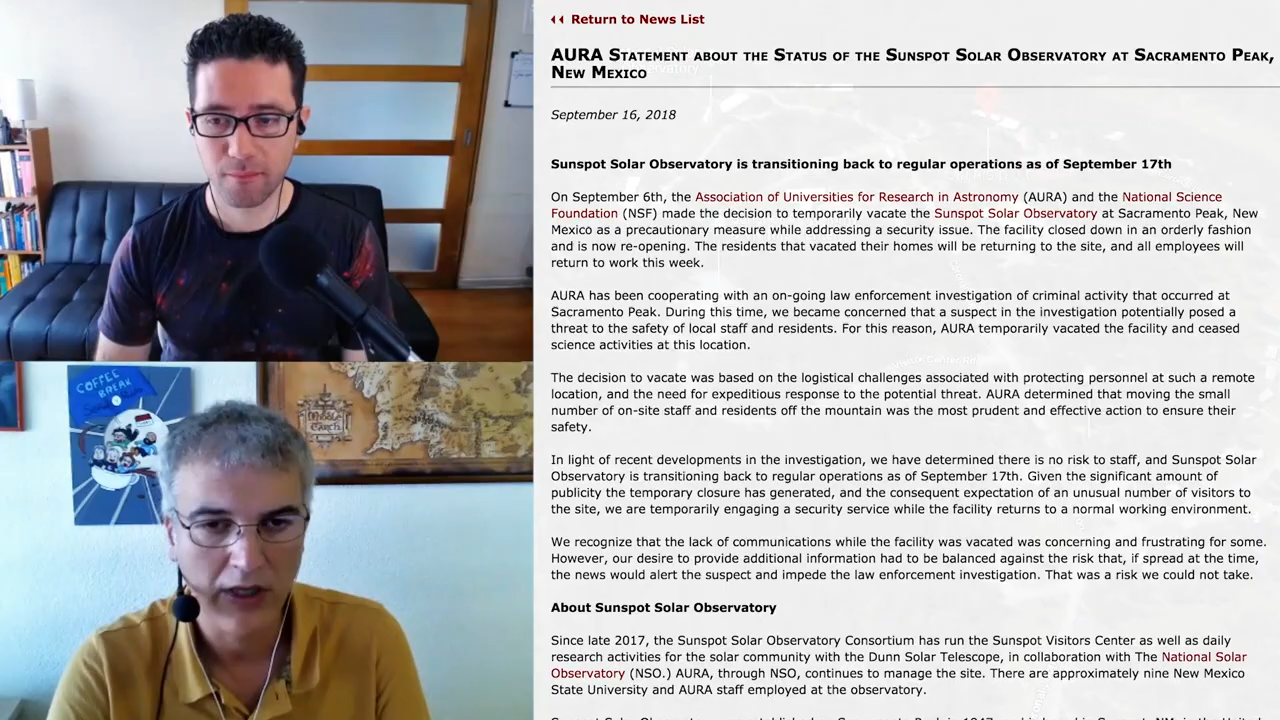 Return to News List
AURA Statement about the Status of the Sunspot Solar Observatory at Sacramento Peak,
New Mexico
September 16, 2018
Sunspot Solar Observatory is transitioning back to regular operations as of September 17th
On September 6th, the Association of Universities for Research in Astronomy (AURA) and the National Science
Foundation (NSF) made the decision to temporarily vacate the Sunspot Solar Observatory at Sacramento Peak, New
Mexico as a precautionary measure while addressing a security issue. The facility closed down in an orderly fashion
and is now re-opening. The residents that vacated their homes will be returning to the site, and all employees will
return to work this week.
AURA has been cooperating with an on-going law enforcement investigation of criminal activity that occurred at
Sacramento Peak. During this time, we became concerned that a suspect in the investigation potentially posed a
threat to the safety of local staff and residents. For this reason, AURA temporarily vacated the facility and ceased
science activities at this location.
The decision to vacate was based on the logistical challenges associated with protecting personnel at such a remote
location, and the need for expeditious response to the potential threat. AURA determined that moving the small
number of on-site staff and residents off the mountain was the most prudent and effective action to ensure their
safety.
In light of recent developments in the investigation, we have determined there is no risk to staff, and Sunspot Solar
Observatory is transitioning back to regular operations as of September 17th. Given the significant amount of
publicity the temporary closure has generated, and the consequent expectation of an unusual number of visitors to
the site, we are temporarily engaging a security service while the facility returns to a normal working environment.
We recognize that the lack of communications while the facility was vacated was concerning and frustrating for some.
However, our desire to provide additional information had to be balanced against the risk that, if spread at the time,
the news would alert the suspect and impede the law enforcement investigation. That was a risk we could not take.
About Sunspot Solar Observatory
Since late 2017, the Sunspot Solar Observatory Consortium has run the Sunspot Visitors Center as well as daily
research activities for the solar community with the Dunn Solar Telescope, in collaboration with The National Solar
Observatory (NSO.) AURA, through NSO, continues to manage the site. There are approximately nine New Mexico
State University and AURA staff employed at the observatory.
COFFEE
BREAK
MIDDLE
EARTH